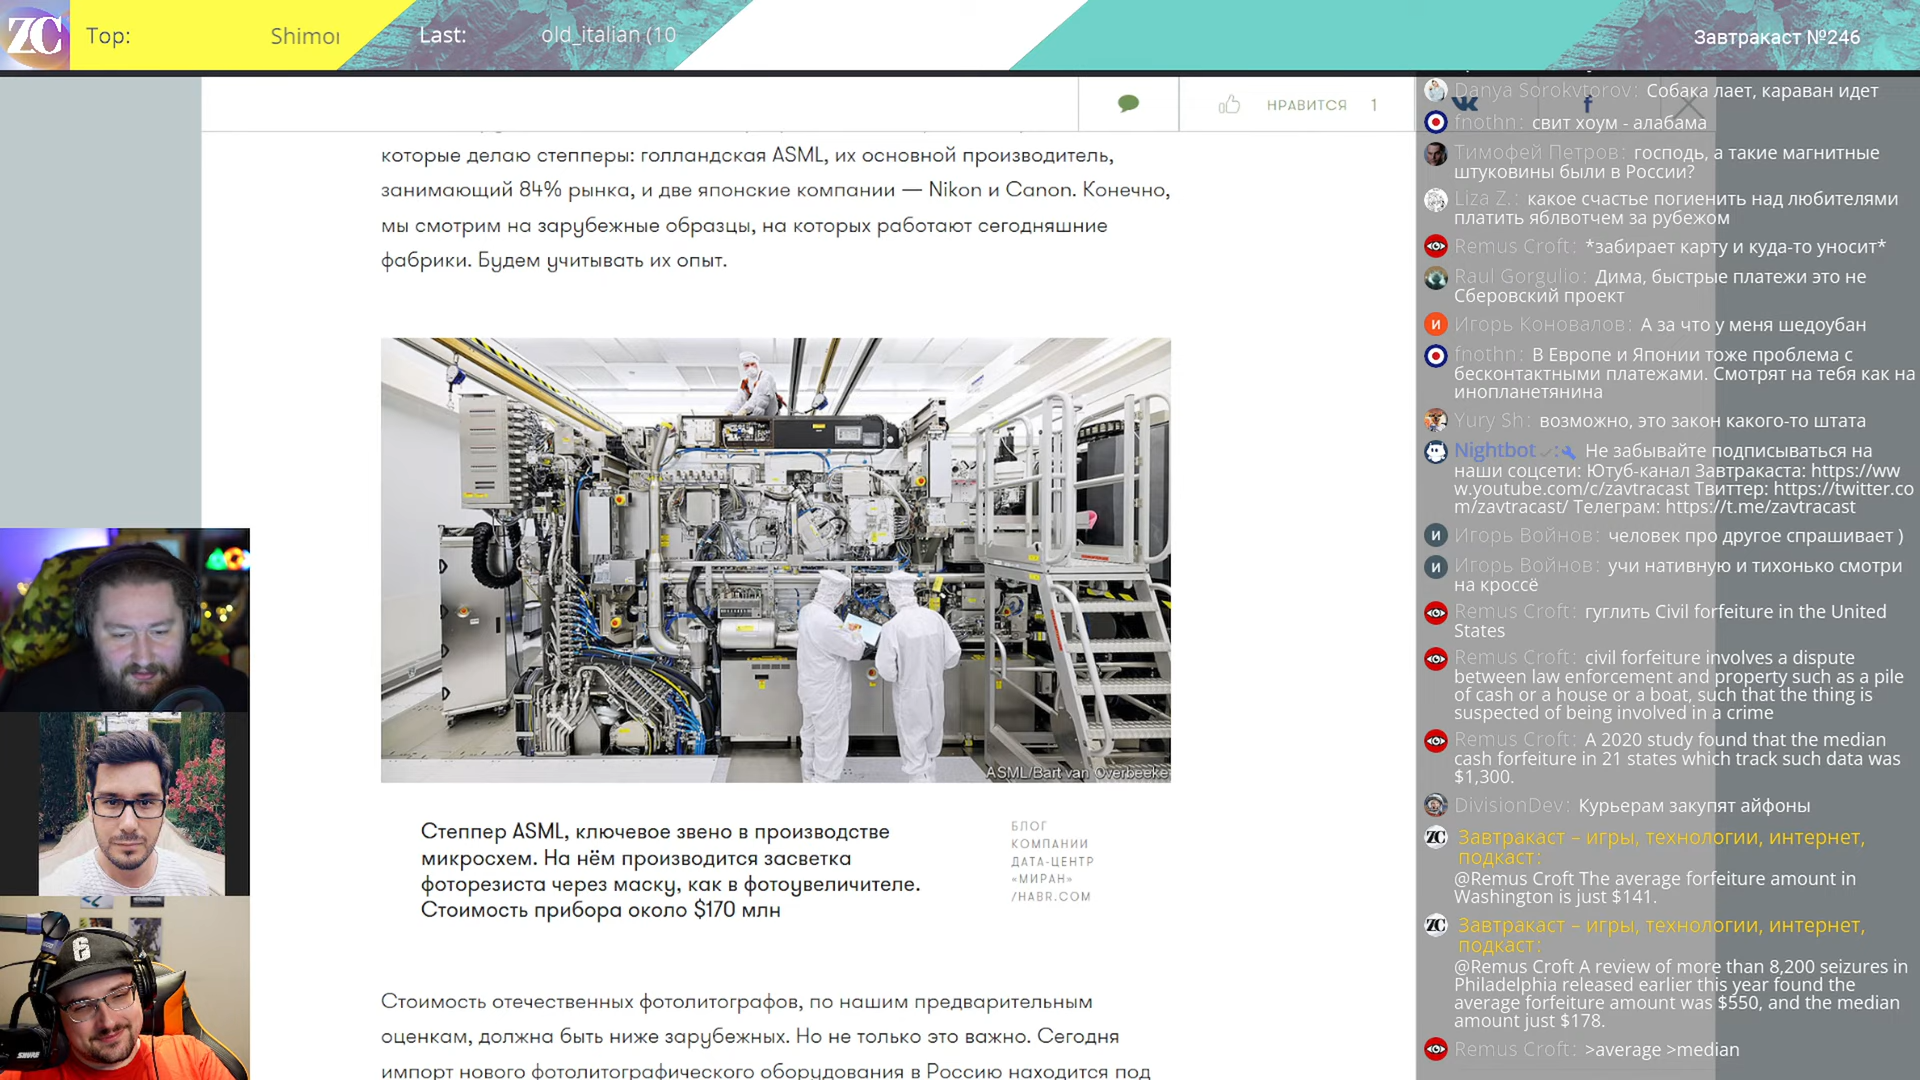 ZC
Top:
Shimor
Last:
old_italian (10
Завтракаст №246
НРАВИТСЯ 1
которые делаю степперы: голландская ASML, их основной производитель,
занимающий 84% рынка, и две японские компании — Nikon и Canon. Конечно,
мы смотрим на зарубежные образцы, на которых работают сегодняшние
фабрики. Будем учитывать их опыт.
ASML/Bart van Overbeeke
Степпер ASML, ключевое звено в производстве
микросхем. На нём производится засветка
фоторезиста через маску, как в фотоувеличителе.
Стоимость прибора около $170 млн
БЛОГ
КОМПАНИИ
ДАТА-ЦЕНТР
«МИРАН»
/HABR.COM
Стоимость отечественных фотолитографов, по нашим предварительным
оценкам, должна быть ниже зарубежных. Но не только это важно. Сегодня
импорт нового фотолитографического оборудования в Россию находится под
Danya Sorokvtorov: Собака лает, караван идет
fnothn: свит хоум - алабама
Тимофей Петров: господь, а такие магнитные
штуковины были в России?
Liza Z.: какое счастье погиенить над любителями
платить яблвотчем за рубежом
Remus Croft: *забирает карту и куда-то уносит*
Raul Gorgulio: Дима, быстрые платежи это не
Сберовский проект
Игорь Коновалов: А за что у меня шедоубан
fnothn: В Европе и Японии тоже проблема с
бесконтактными платежами. Смотрят на тебя как на
инопланетянина
Yury Sh: возможно, это закон какого-то штата
Nightbot : Не забывайте подписываться на
наши соцсети: Ютуб-канал Завтракаста: https://ww
w.youtube.com/c/zavtracast Твиттер: https://twitter.co
m/zavtracast/ Телеграм: https://t.me/zavtracast
Игорь Войнов: человек про другое спрашивает )
Игорь Войнов: учи нативную и тихонько смотри
на кроссё
Remus Croft: гуглить Civil forfeiture in the United
States
Remus Croft: civil forfeiture involves a dispute
between law enforcement and property such as a pile
of cash or a house or a boat, such that the thing is
suspected of being involved in a crime
Remus Croft: A 2020 study found that the median
cash forfeiture in 21 states which track such data was
$1,300.
DivisionDev: Курьерам закупят айфоны
Завтракаст – игры, технологии, интернет,
подкаст:
@Remus Croft The average forfeiture amount in
Washington is just $141.
Завтракаст – игры, технологии, интернет,
подкаст:
@Remus Croft A review of more than 8,200 seizures in
Philadelphia released earlier this year found the
average forfeiture amount was $550, and the median
amount just $178.
Remus Croft: >average >median